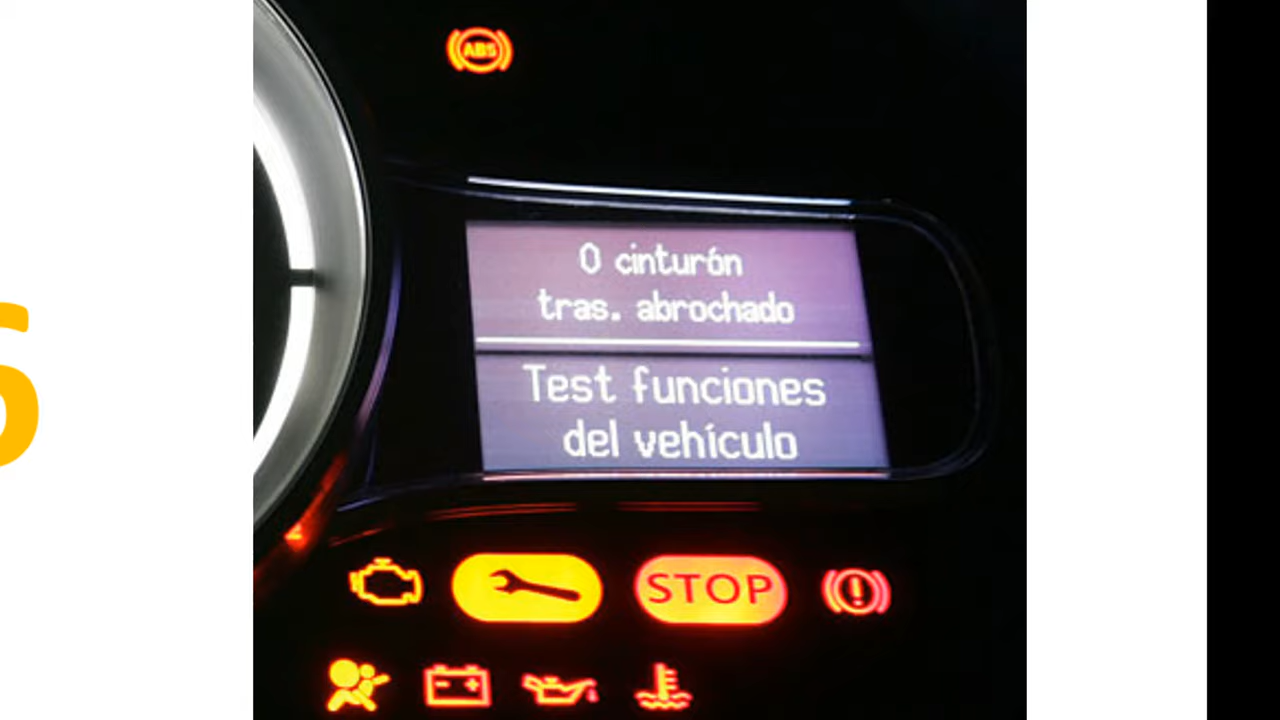 ABS
0 cinturón
tras. abrochado
Test funciones
del vehículo
STOP